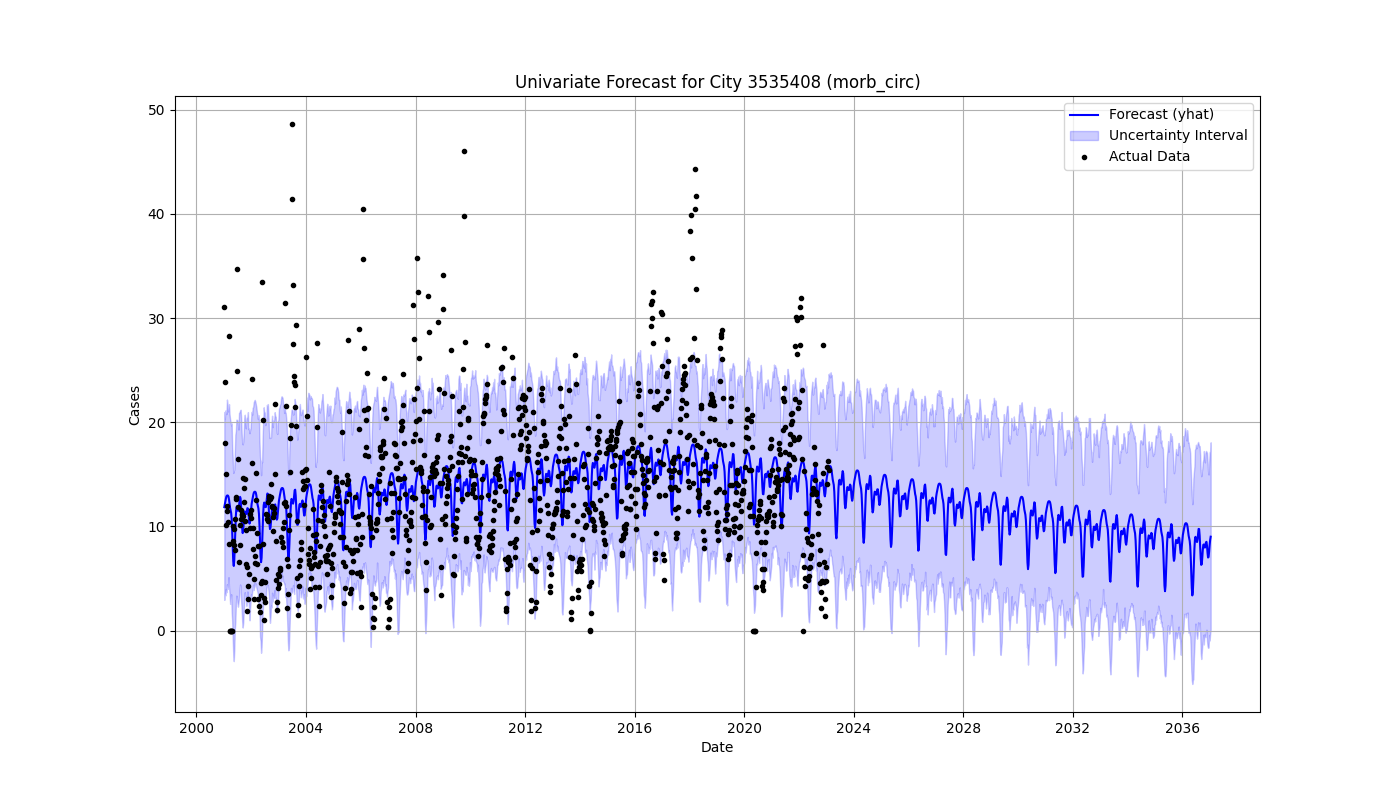 Univariate Forecast for City 3535408 (morb_circ)
Forecast (yhat)
Uncertainty Interval
Actual Data
50
40
30
20
10
0
Cases
2000 2004 2008 2012 2016 2020 2024 2028 2032 2036
Date